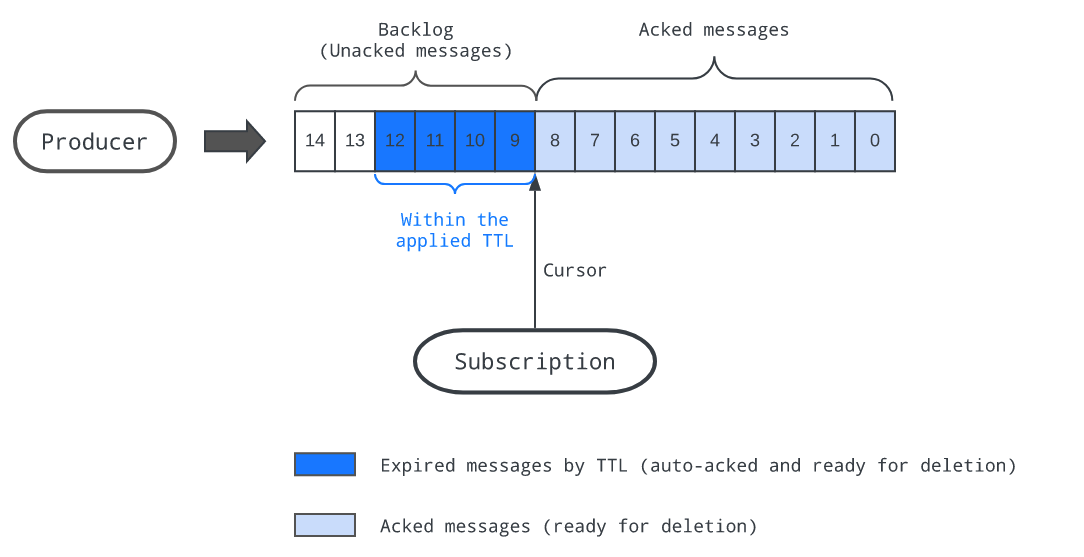 Backlog
(Unacked messages)
Acked messages
Producer
14 13 12 11 10 9 8 7 6 5 4 3 2 1 0
Within the
applied TTL
Cursor
Subscription
Expired messages by TTL (auto-acked and ready for deletion)
Acked messages (ready for deletion)